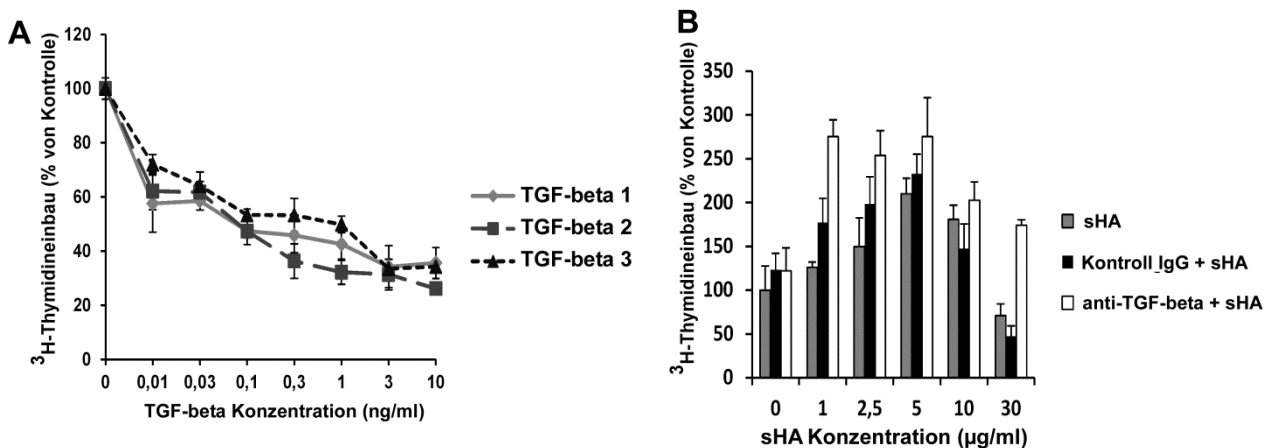 A
³H-Thymidineinbau (% von Kontrolle)
120
100
80
60
40
20
0
0 0,01 0,03 0,1 0,3 1 3 10
TGF-beta Konzentration (ng/ml)
TGF-beta 1
TGF-beta 2
TGF-beta 3
B
³H-Thymidineinbau (% von Kontrolle)
350
300
250
200
150
100
50
0
0 1 2,5 5 10 30
sHA Konzentration (µg/ml)
sHA
Kontroll_IgG + sHA
anti-TGF-beta + sHA